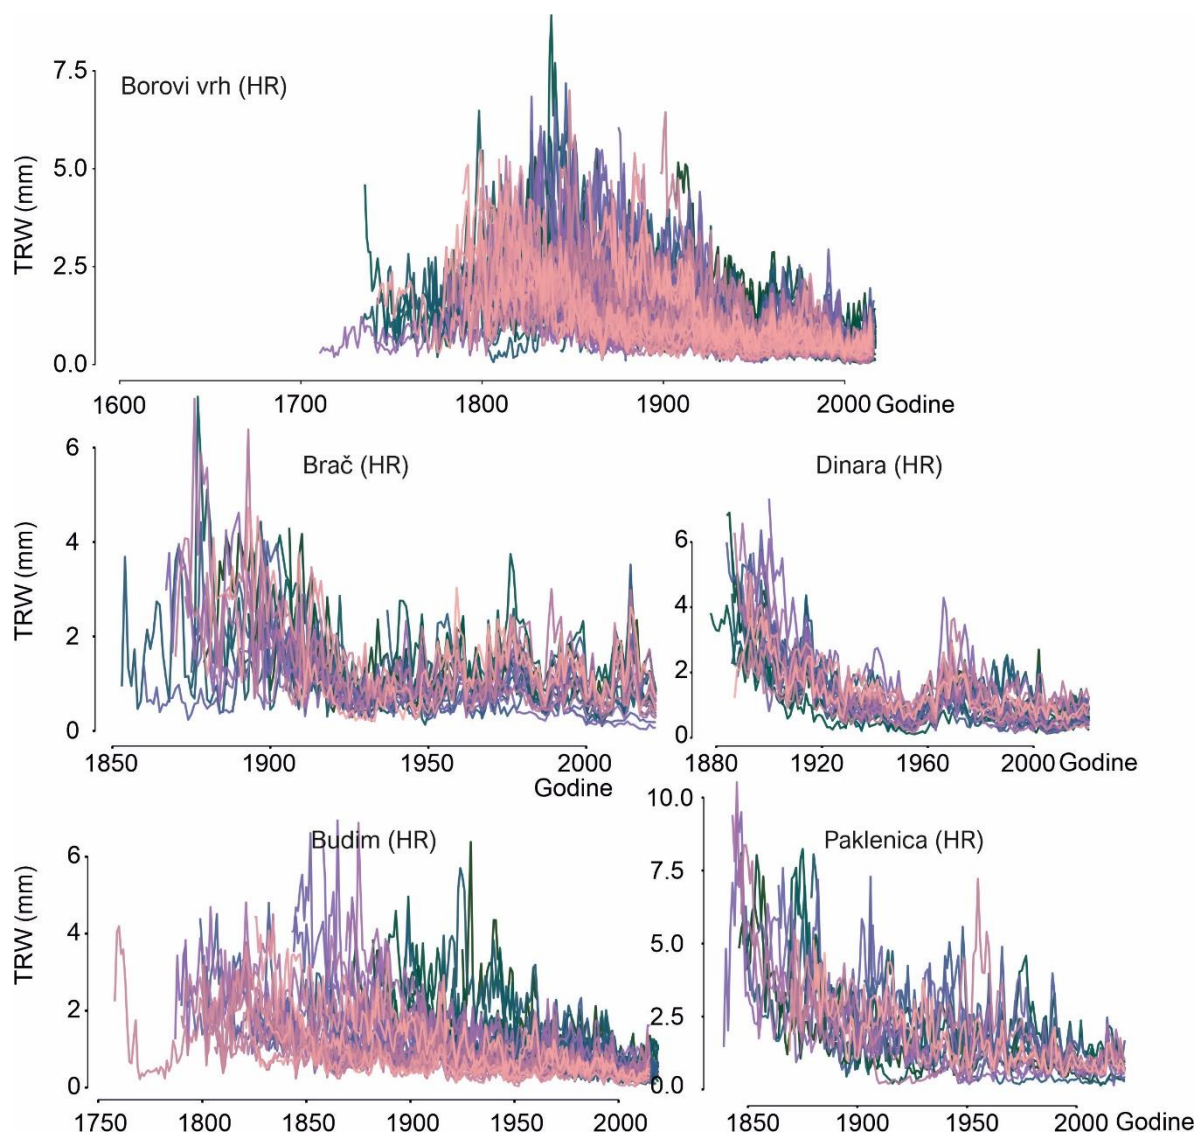 Borovi vrh (HR)
TRW (mm)
7.5
5.0
2.5
0.0
1600 1700 1800 1900 2000 Godine
Brač (HR)
TRW (mm)
6
4
2
0
1850 1900 1950 2000
Godine
Dinara (HR)
6
4
2
0
1880 1920 1960 2000 Godine
Budim (HR)
TRW (mm)
6
4
2
0
1750 1800 1850 1900 1950 2000
Paklenica (HR)
10.0
7.5
5.0
2.5
0.0
1850 1900 1950 2000 Godine